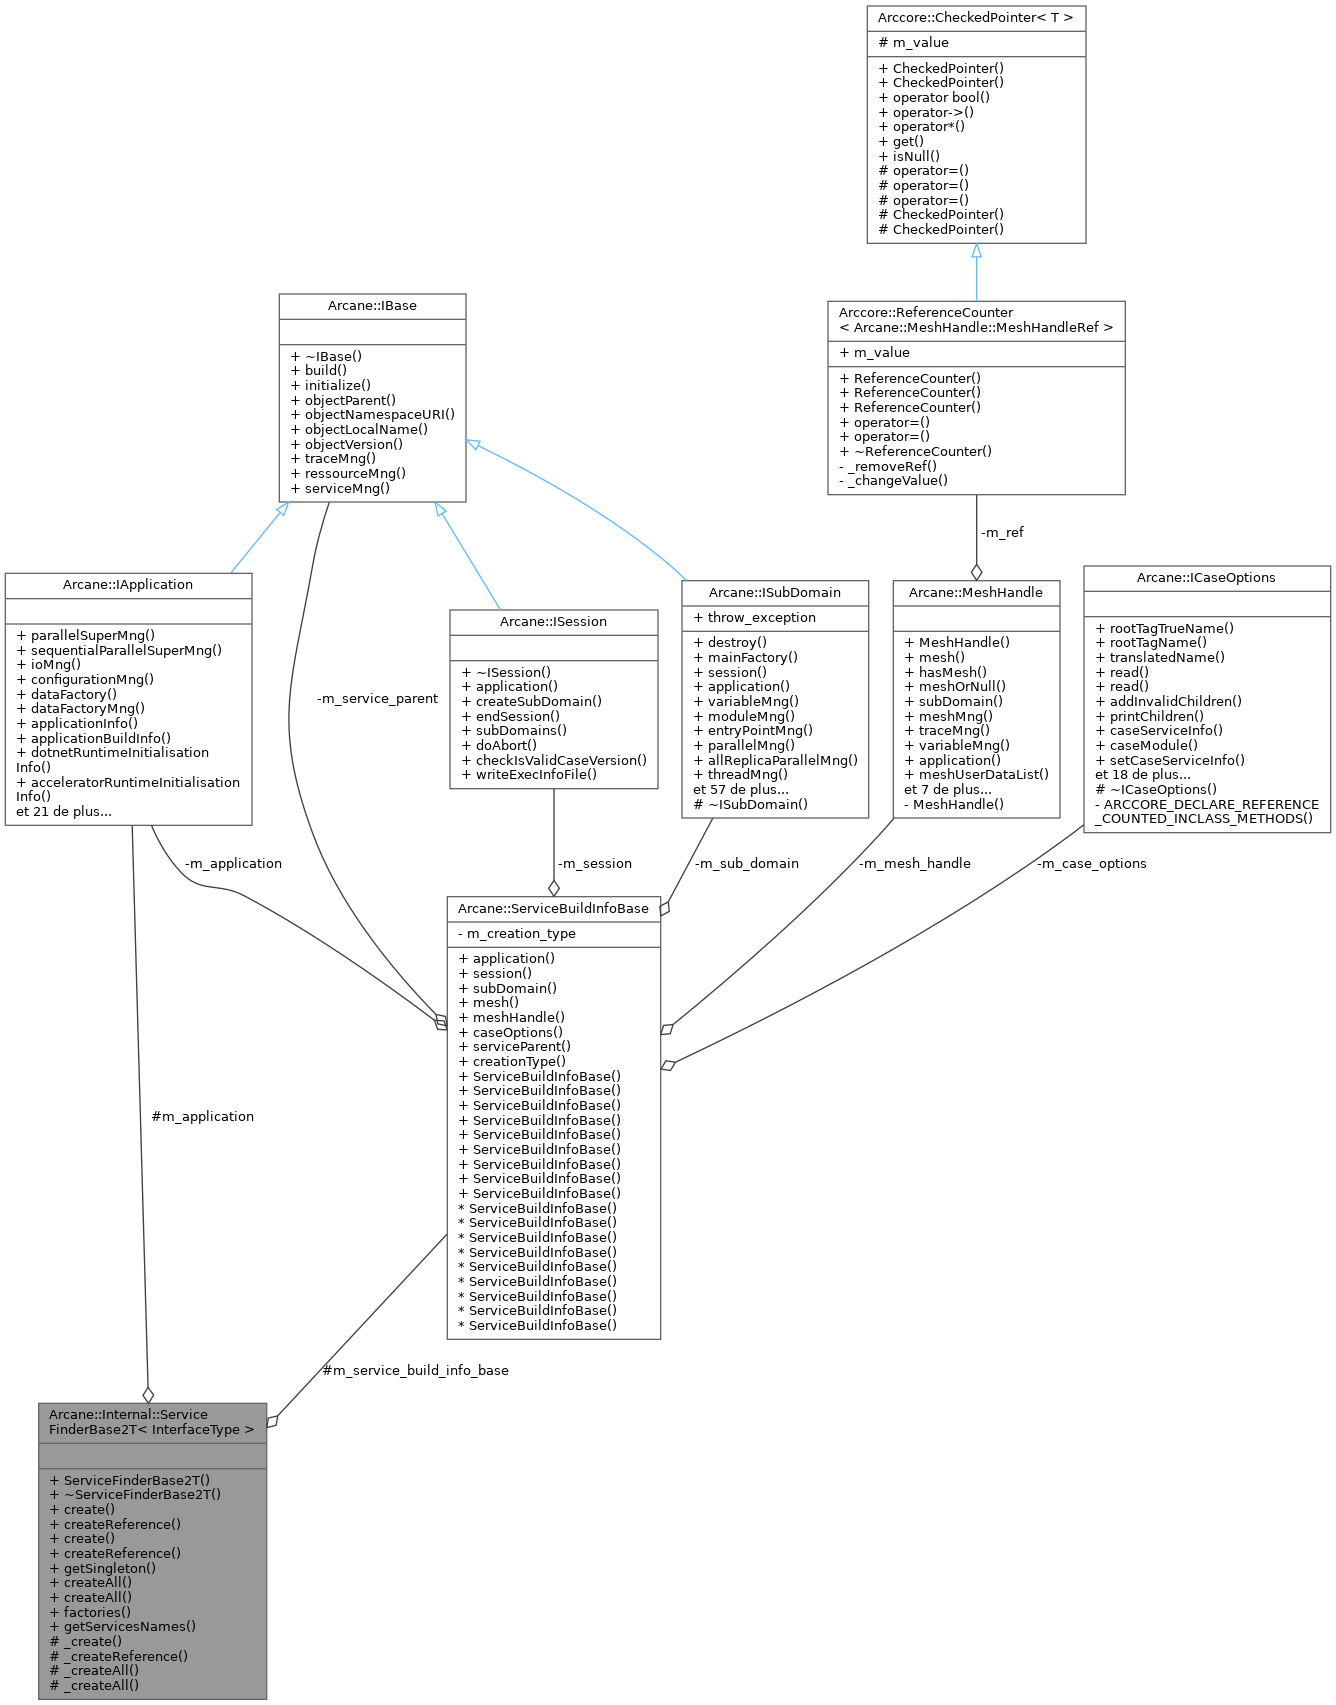 Arccore::CheckedPointer< T >
# m_value
+ CheckedPointer()
+ CheckedPointer()
+ operator bool()
+ operator->()
+ operator*()
+ get()
+ isNull()
# operator=()
# operator=()
# operator=()
# CheckedPointer()
# CheckedPointer()
Arcane::IBase
+ ~IBase()
+ build()
+ initialize()
+ objectParent()
+ objectNamespaceURI()
+ objectLocalName()
+ objectVersion()
+ traceMng()
+ ressourceMng()
+ serviceMng()
Arccore::ReferenceCounter
< Arcane::MeshHandle::MeshHandleRef >
+ m_value
+ ReferenceCounter()
+ ReferenceCounter()
+ ReferenceCounter()
+ operator=()
+ operator=()
+ ~ReferenceCounter()
- _removeRef()
- _changeValue()
-m_ref
Arcane::IApplication
+ parallelSuperMng()
+ sequentialParallelSuperMng()
+ ioMng()
+ configurationMng()
+ dataFactory()
+ dataFactoryMng()
+ applicationInfo()
+ applicationBuildInfo()
+ dotnetRuntimeInitialisation
Info()
+ acceleratorRuntimeInitialisation
Info()
et 21 de plus...
-m_service_parent
Arcane::ISession
+ ~ISession()
+ application()
+ createSubDomain()
+ endSession()
+ subDomains()
+ doAbort()
+ checkIsValidCaseVersion()
+ writeExecInfoFile()
Arcane::ISubDomain
+ throw_exception
+ destroy()
+ mainFactory()
+ session()
+ application()
+ variableMng()
+ moduleMng()
+ entryPointMng()
+ parallelMng()
+ allReplicaParallelMng()
+ threadMng()
et 57 de plus...
# ~ISubDomain()
Arcane::MeshHandle
+ MeshHandle()
+ mesh()
+ hasMesh()
+ meshOrNull()
+ subDomain()
+ meshMng()
+ traceMng()
+ variableMng()
+ application()
+ meshUserDataList()
et 7 de plus...
- MeshHandle()
Arcane::ICaseOptions
+ rootTagTrueName()
+ rootTagName()
+ translatedName()
+ read()
+ read()
+ addInvalidChildren()
+ printChildren()
+ caseServiceInfo()
+ caseModule()
+ setCaseServiceInfo()
et 18 de plus...
# ~ICaseOptions()
- ARCCORE_DECLARE_REFERENCE
_COUNTED_INCLASS_METHODS()
-m_application
-m_session
-m_sub_domain
-m_mesh_handle
-m_case_options
Arcane::ServiceBuildInfoBase
- m_creation_type
+ application()
+ session()
+ subDomain()
+ mesh()
+ meshHandle()
+ caseOptions()
+ serviceParent()
+ creationType()
+ ServiceBuildInfoBase()
+ ServiceBuildInfoBase()
+ ServiceBuildInfoBase()
+ ServiceBuildInfoBase()
+ ServiceBuildInfoBase()
+ ServiceBuildInfoBase()
+ ServiceBuildInfoBase()
+ ServiceBuildInfoBase()
+ ServiceBuildInfoBase()
* ServiceBuildInfoBase()
* ServiceBuildInfoBase()
* ServiceBuildInfoBase()
* ServiceBuildInfoBase()
* ServiceBuildInfoBase()
* ServiceBuildInfoBase()
* ServiceBuildInfoBase()
* ServiceBuildInfoBase()
* ServiceBuildInfoBase()
#m_application
#m_service_build_info_base
Arcane::Internal::Service
FinderBase2T< InterfaceType >
+ ServiceFinderBase2T()
+ ~ServiceFinderBase2T()
+ create()
+ createReference()
+ create()
+ createReference()
+ getSingleton()
+ createAll()
+ createAll()
+ factories()
+ getServicesNames()
# _create()
# _createReference()
# _createAll()
# _createAll()